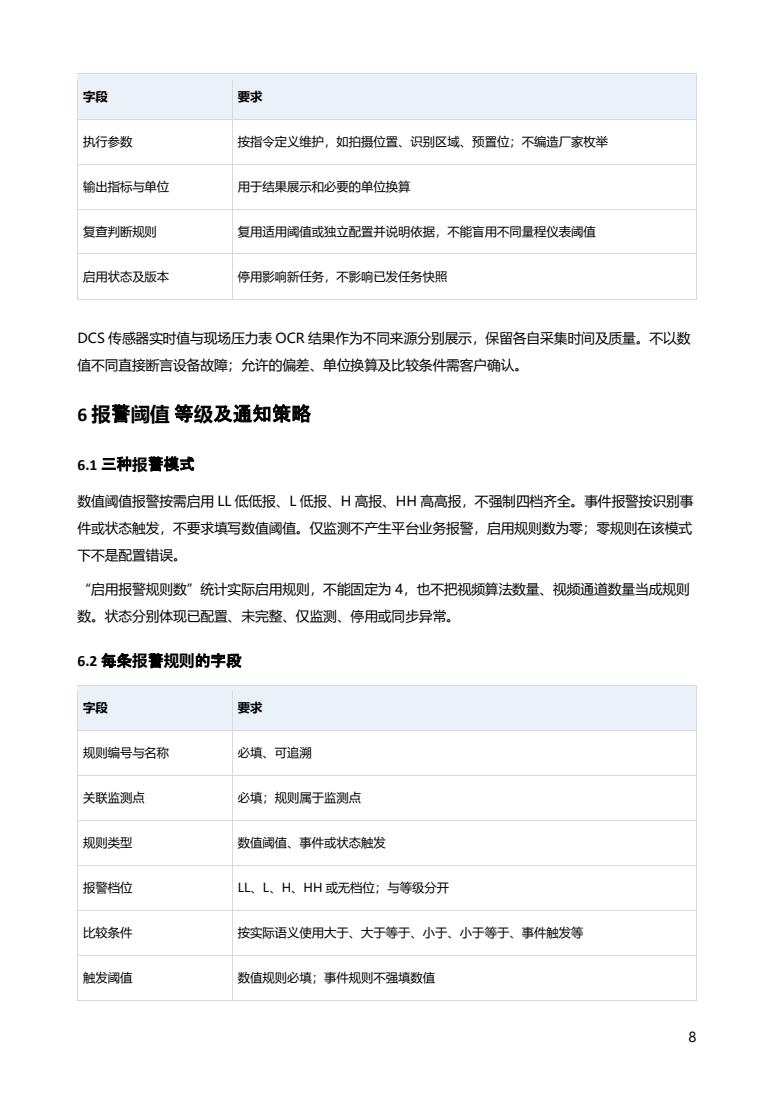 字段 要求
执行参数 按指令定义维护，如拍摄位置、识别区域、预置位；不编造厂家枚举
输出指标与单位 用于结果展示和必要的单位换算
复查判断规则 复用适用阈值或独立配置并说明依据，不能盲用不同量程仪表阈值
启用状态及版本 停用影响新任务，不影响已发任务快照
DCS 传感器实时值与现场压力表 OCR 结果作为不同来源分别展示，保留各自采集时间及质量。不以数
值不同直接断言设备故障；允许的偏差、单位换算及比较条件需客户确认。
6 报警阈值 等级及通知策略
6.1 三种报警模式
数值阈值报警按需启用 LL 低低报、L 低报、H 高报、HH 高高报，不强制四档齐全。事件报警按识别事
件或状态触发，不要求填写数值阈值。仅监测不产生平台业务报警，启用规则数为零；零规则在该模式
下不是配置错误。
“启用报警规则数”统计实际启用规则，不能固定为 4，也不把视频算法数量、视频通道数量当成规则
数。状态分别体现已配置、未完整、仅监测、停用或同步异常。
6.2 每条报警规则的字段
字段 要求
规则编号与名称 必填、可追溯
关联监测点 必填；规则属于监测点
规则类型 数值阈值、事件或状态触发
报警档位 LL、L、H、HH 或无档位；与等级分开
比较条件 按实际语义使用大于、大于等于、小于、小于等于、事件触发等
触发阈值 数值规则必填；事件规则不强填数值
8